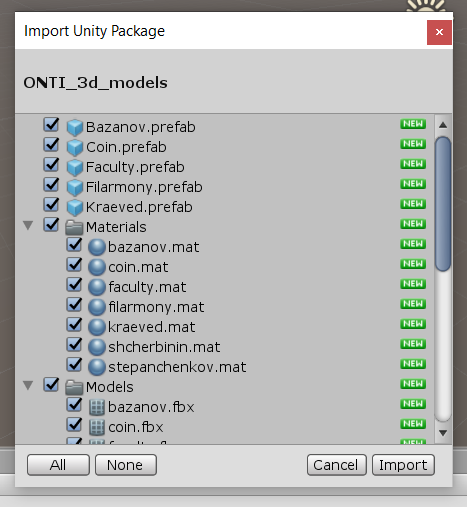 Import Unity Package
ONTI_3d_models
Bazanov.prefab NEW
Coin.prefab NEW
Faculty.prefab NEW
Filarmony.prefab NEW
Kraeved.prefab NEW
Materials NEW
bazanov.mat NEW
coin.mat NEW
faculty.mat NEW
filarmony.mat NEW
kraeved.mat NEW
shcherbinin.mat NEW
stepanchenkov.mat NEW
Models NEW
bazanov.fbx NEW
coin.fbx NEW
All None Cancel Import